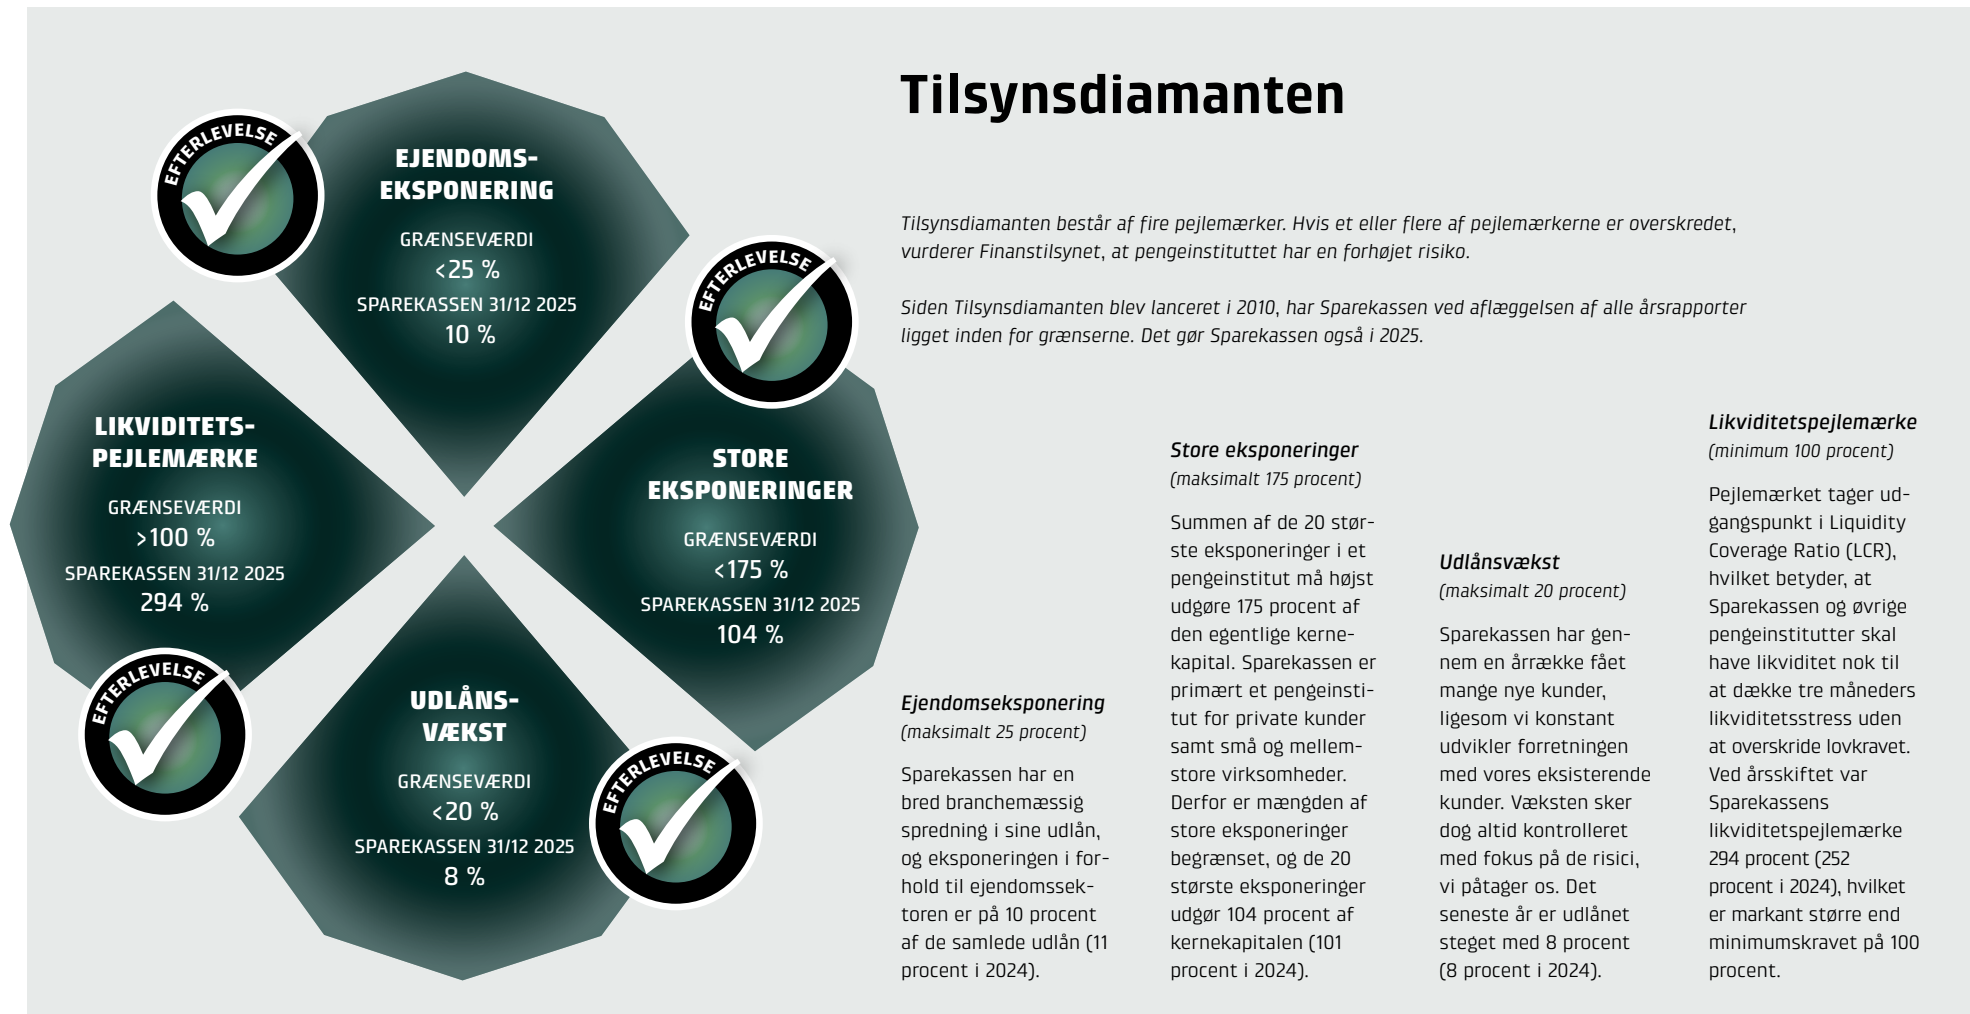 Tilsynsdiamanten
Tilsynsdiamanten består af fire pejlemærker. Hvis et eller flere af pejlemærkerne er overskredet,
vurderer Finanstilsynet, at pengeinstituttet har en forhøjet risiko.
Siden Tilsynsdiamanten blev lanceret i 2010, har Sparekassen ved aflæggelsen af alle årsrapporter
ligget inden for grænserne. Det gør Sparekassen også i 2025.
EFTERLEVELSE
EJENDOMS-
EKSPONERING
GRÆNSEVÆRDI
<25 %
SPAREKASSEN 31/12 2025
10 %
EFTERLEVELSE
STORE
EKSPONERINGER
GRÆNSEVÆRDI
<175 %
SPAREKASSEN 31/12 2025
104 %
LIKVIDITETS-
PEJLEMÆRKE
GRÆNSEVÆRDI
>100 %
SPAREKASSEN 31/12 2025
294 %
EFTERLEVELSE
UDLÅNS-
VÆKST
GRÆNSEVÆRDI
<20 %
SPAREKASSEN 31/12 2025
8 %
EFTERLEVELSE
Ejendomseksponering
(maksimalt 25 procent)
Sparekassen har en
bred branchemæssig
spredning i sine udlån,
og eksponeringen i for-
hold til ejendomssek-
toren er på 10 procent
af de samlede udlån (11
procent i 2024).
Store eksponeringer
(maksimalt 175 procent)
Summen af de 20 stør-
ste eksponeringer i et
pengeinstitut må højst
udgøre 175 procent af
den egentlige kerne-
kapital. Sparekassen er
primært et pengeinsti-
tut for private kunder
samt små og mellem-
store virksomheder.
Derfor er mængden af
store eksponeringer
begrænset, og de 20
største eksponeringer
udgør 104 procent af
kernekapitalen (101
procent i 2024).
Udlånsvækst
(maksimalt 20 procent)
Sparekassen har gen-
nem en årrække fået
mange nye kunder,
ligesom vi konstant
udvikler forretningen
med vores eksisterende
kunder. Væksten sker
dog altid kontrolleret
med fokus på de risici,
vi påtager os. Det
seneste år er udlånet
steget med 8 procent
(8 procent i 2024).
Likviditetspejlemærke
(minimum 100 procent)
Pejlemærket tager ud-
gangspunkt i Liquidity
Coverage Ratio (LCR),
hvilket betyder, at
Sparekassen og øvrige
pengeinstitutter skal
have likviditet nok til
at dække tre måneders
likviditetsstress uden
at overskride lovkravet.
Ved årsskiftet var
Sparekassens
likviditetspejlemærke
294 procent (252
procent i 2024), hvilket
er markant større end
minimumskravet på 100
procent.